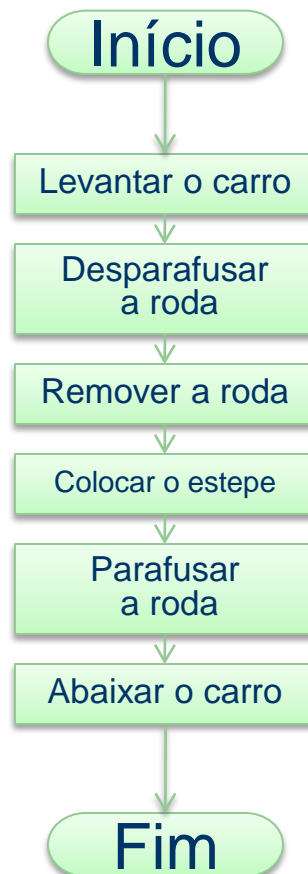 Início
Levantar o carro
Desparafusar
a roda
Remover a roda
Colocar o estepe
Parafusar
a roda
Abaixar o carro
Fim